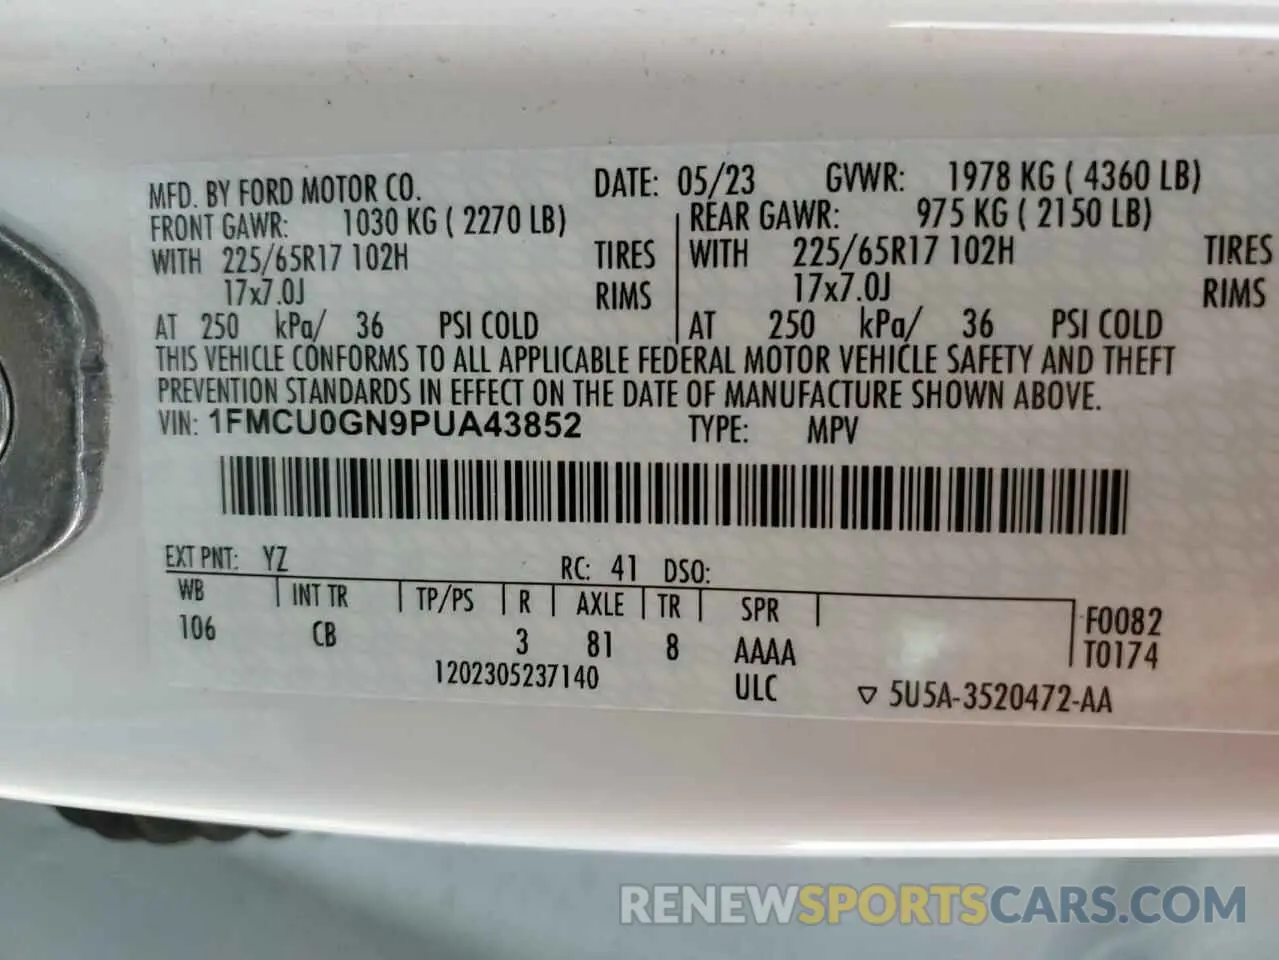 MFD. BY FORD MOTOR CO. DATE: 05/23 GVWR: 1978 KG ( 4360 LB)
FRONT GAWR: 1030 KG ( 2270 LB) REAR GAWR: 975 KG ( 2150 LB)
WITH 225/65R17 102H TIRES WITH 225/65R17 102H TIRES
17x7.0J RIMS 17x7.0J RIMS
AT 250 kPa/ 36 PSI COLD AT 250 kPa/ 36 PSI COLD
THIS VEHICLE CONFORMS TO ALL APPLICABLE FEDERAL MOTOR VEHICLE SAFETY AND THEFT
PREVENTION STANDARDS IN EFFECT ON THE DATE OF MANUFACTURE SHOWN ABOVE.
VIN: 1FMCU0GN9PUA43852 TYPE: MPV
EXT PNT: YZ RC: 41 DSO:
WB INT TR TP/PS R AXLE TR SPR F0082
106 CB 3 81 8 AAAA T0174
1202305237140 ULC ▽ 5U5A-3520472-AA
RENEWSPORTSCARS.COM